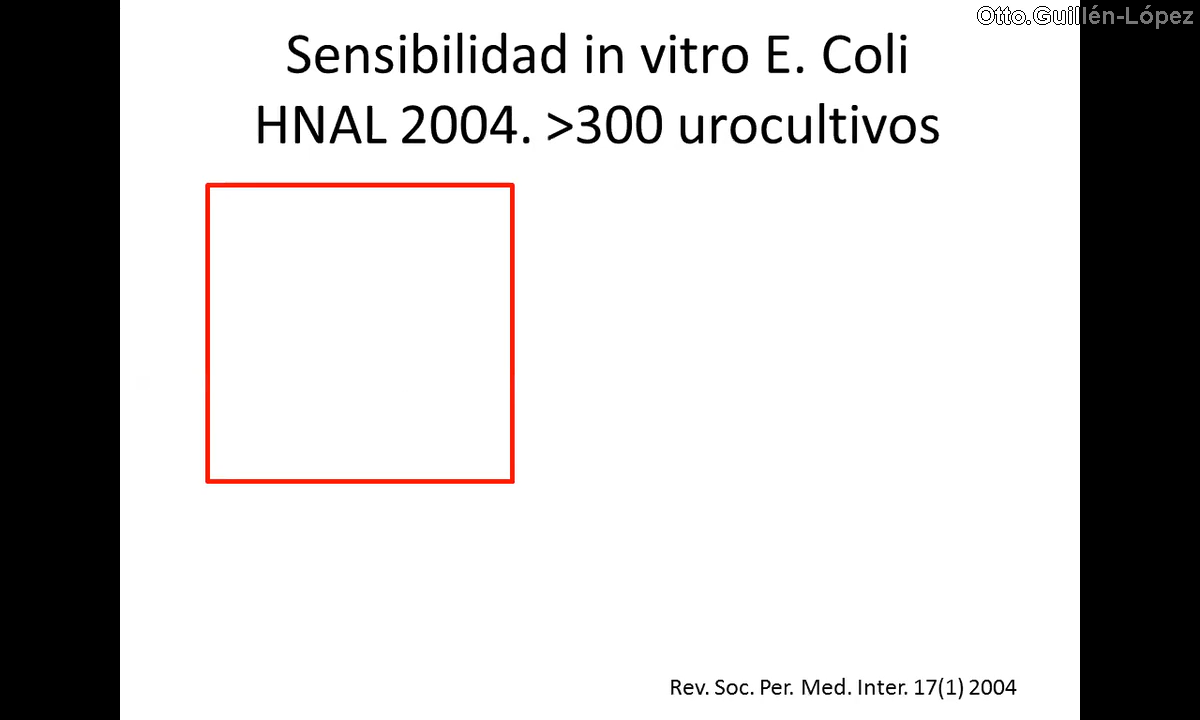 Otto.Guillén-López
Sensibilidad in vitro E. Coli
HNAL 2004. >300 urocultivos
Rev. Soc. Per. Med. Inter. 17(1) 2004